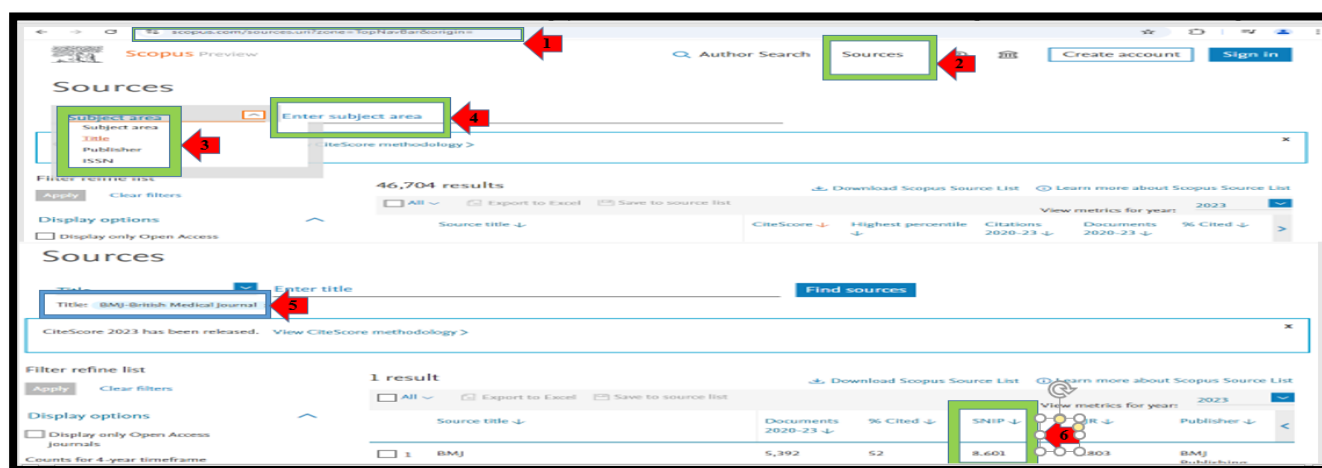 scopus.com/sources.uri?zone=TopNavBar&origin=
1
Scopus Preview
Author Search Sources
2
Create account Sign in
Sources
Subject area Enter subject area
4
Subject area
Title
3
Publisher
ISSN
CiteScore methodology >
Filter refine list
46,704 results
Download Scopus Source List Learn more about Scopus Source List
Apply Clear filters
All Export to Excel Save to source list
View metrics for year: 2023
Display options
Source title CiteScore Highest percentile Citations 2020-23 Documents 2020-23 % Cited
Display only Open Access
Sources
Title Enter title
Find sources
Title: BMJ-British Medical Journal
5
CiteScore 2023 has been released. View CiteScore methodology >
Filter refine list
1 result
Download Scopus Source List Learn more about Scopus Source List
Apply Clear filters
All Export to Excel Save to source list
View metrics for year: 2023
Display options
Source title Documents 2020-23 % Cited SNIP Publisher
6
Display only Open Access
journals
1 BMJ 5,392 52 8.601 BMJ
Publishing
Counts for 4-year timeframe